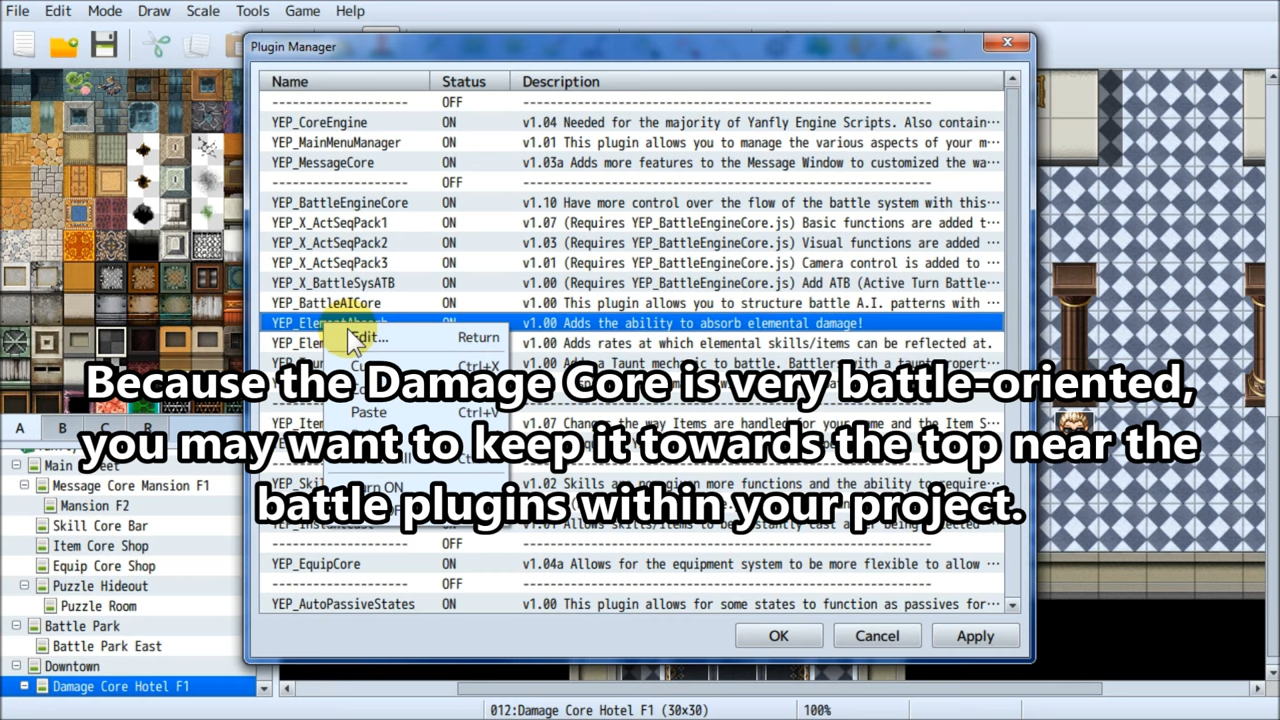 File Edit Mode Draw Scale Tools Game Help
Plugin Manager
Name Status Description
-------------------- OFF ------------------------------------------------------------
YEP_CoreEngine ON v1.04 Needed for the majority of Yanfly Engine Scripts. Also contain···
YEP_MainMenuManager ON v1.01 This plugin allows you to manage the various aspects of your m···
YEP_MessageCore ON v1.03a Adds more features to the Message Window to customized the wa···
-------------------- OFF ------------------------------------------------------------
YEP_BattleEngineCore ON v1.10 Have more control over the flow of the battle system with this···
YEP_X_ActSeqPack1 ON v1.07 (Requires YEP_BattleEngineCore.js) Basic functions are added t···
YEP_X_ActSeqPack2 ON v1.03 (Requires YEP_BattleEngineCore.js) Visual functions are added ···
YEP_X_ActSeqPack3 ON v1.01 (Requires YEP_BattleEngineCore.js) Camera control is added to ···
YEP_X_BattleSysATB ON v1.00 (Requires YEP_BattleEngineCore.js) Add ATB (Active Turn Battle···
YEP_BattleAICore ON v1.00 This plugin allows you to structure battle A.I. patterns with ···
YEP_ElementAbsorb ON v1.00 Adds the ability to absorb elemental damage!
Edit... Return
v1.00 Adds rates at which elemental skills/items can be reflected at.
Ctrl+X
Because the Damage Core is very battle-oriented,
Paste Ctrl+V
you may want to keep it towards the top near the
battle plugins within your project.
OFF ------------------------------------------------------------
YEP_EquipCore ON v1.04a Allows for the equipment system to be more flexible to allow ···
-------------------- OFF ------------------------------------------------------------
YEP_AutoPassiveStates ON v1.00 This plugin allows for some states to function as passives for···
OK Cancel Apply
A B C R
Main Street
Message Core Mansion F1
Mansion F2
Skill Core Bar
Item Core Shop
Equip Core Shop
Puzzle Hideout
Puzzle Room
Battle Park
Battle Park East
Downtown
Damage Core Hotel F1
012:Damage Core Hotel F1 (30x30) 100%